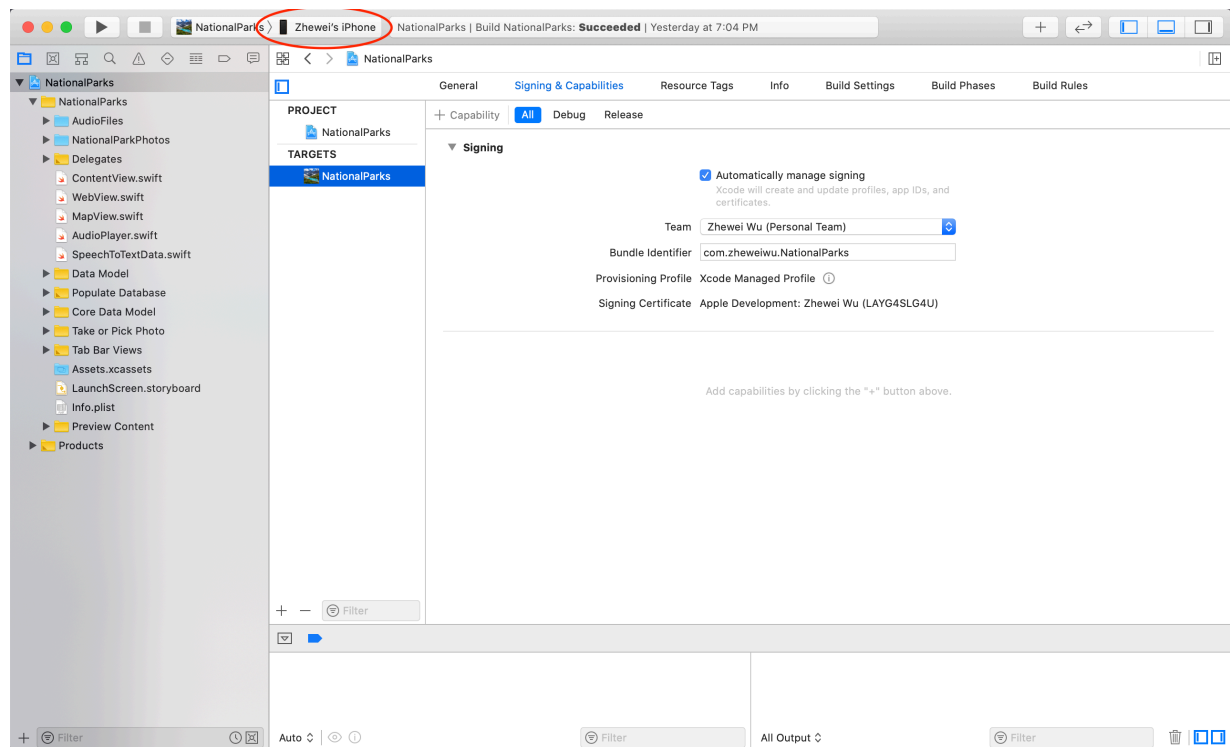 NationalParks 〉 Zhewei's iPhone NationalParks | Build NationalParks: Succeeded | Yesterday at 7:04 PM
NationalParks
NationalParks
NationalParks
AudioFiles
NationalParkPhotos
Delegates
ContentView.swift
WebView.swift
MapView.swift
AudioPlayer.swift
SpeechToTextData.swift
Data Model
Populate Database
Core Data Model
Take or Pick Photo
Tab Bar Views
Assets.xcassets
LaunchScreen.storyboard
Info.plist
Preview Content
Products
Filter
PROJECT
NationalParks
TARGETS
NationalParks
Filter
General Signing & Capabilities Resource Tags Info Build Settings Build Phases Build Rules
+ Capability All Debug Release
Signing
Automatically manage signing
Xcode will create and update profiles, app IDs, and
certificates.
Team Zhewei Wu (Personal Team)
Bundle Identifier com.zheweiwu.NationalParks
Provisioning Profile Xcode Managed Profile
Signing Certificate Apple Development: Zhewei Wu (LAYG4SLG4U)
Add capabilities by clicking the "+" button above.
Auto Filter All Output Filter